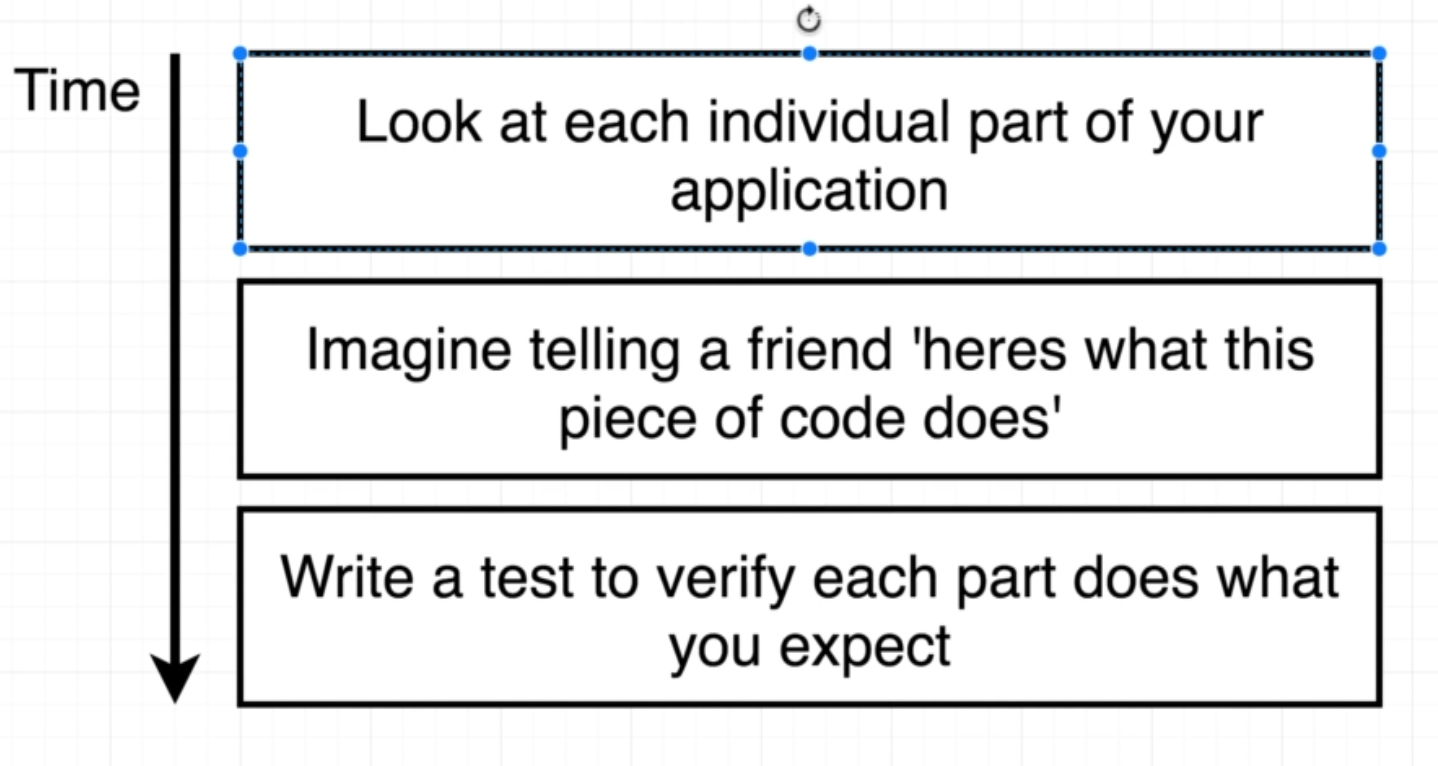 Time
Look at each individual part of your
application
Imagine telling a friend 'heres what this
piece of code does'
Write a test to verify each part does what
you expect